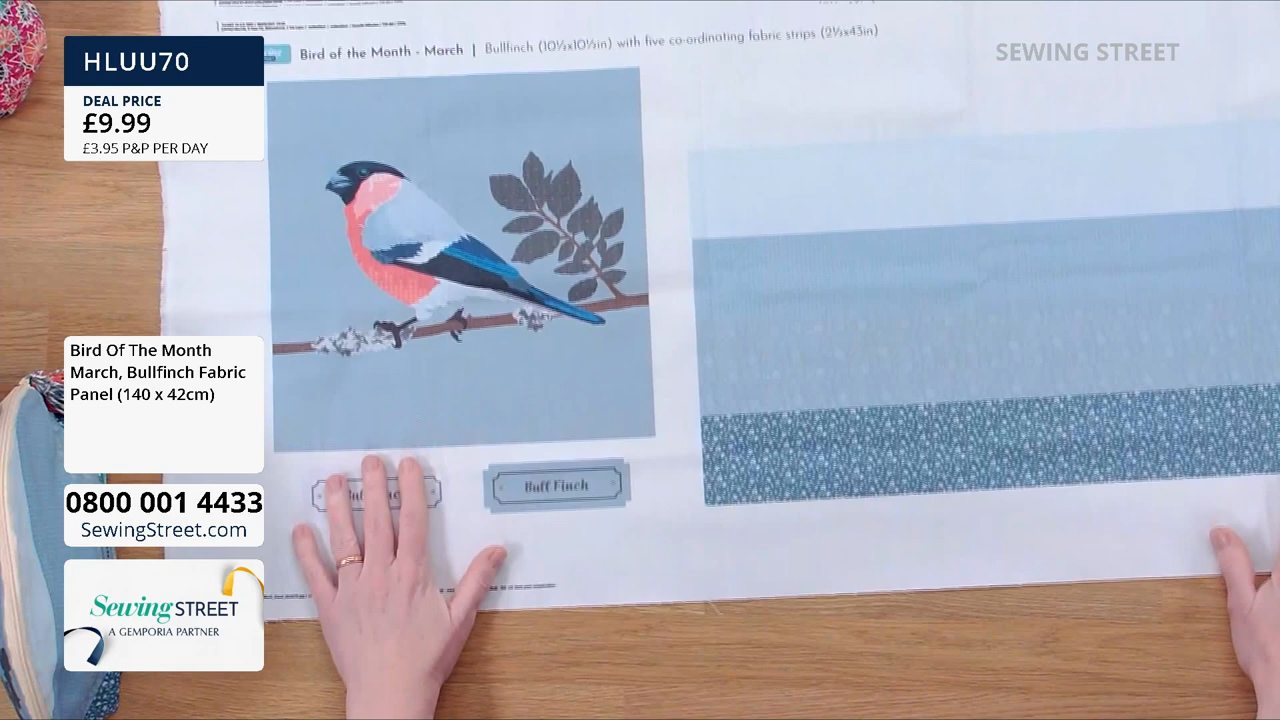 Bird of the Month - March | Bullfinch (10½x10½in) with five co-ordinating fabric strips (2½x43in)
SEWING STREET
HLUU70
DEAL PRICE
£9.99
£3.95 P&P PER DAY
Bird Of The Month
March, Bullfinch Fabric
Panel (140 x 42cm)
Bull Finch
0800 001 4433
SewingStreet.com
Sewing STREET
A GEMPORIA PARTNER